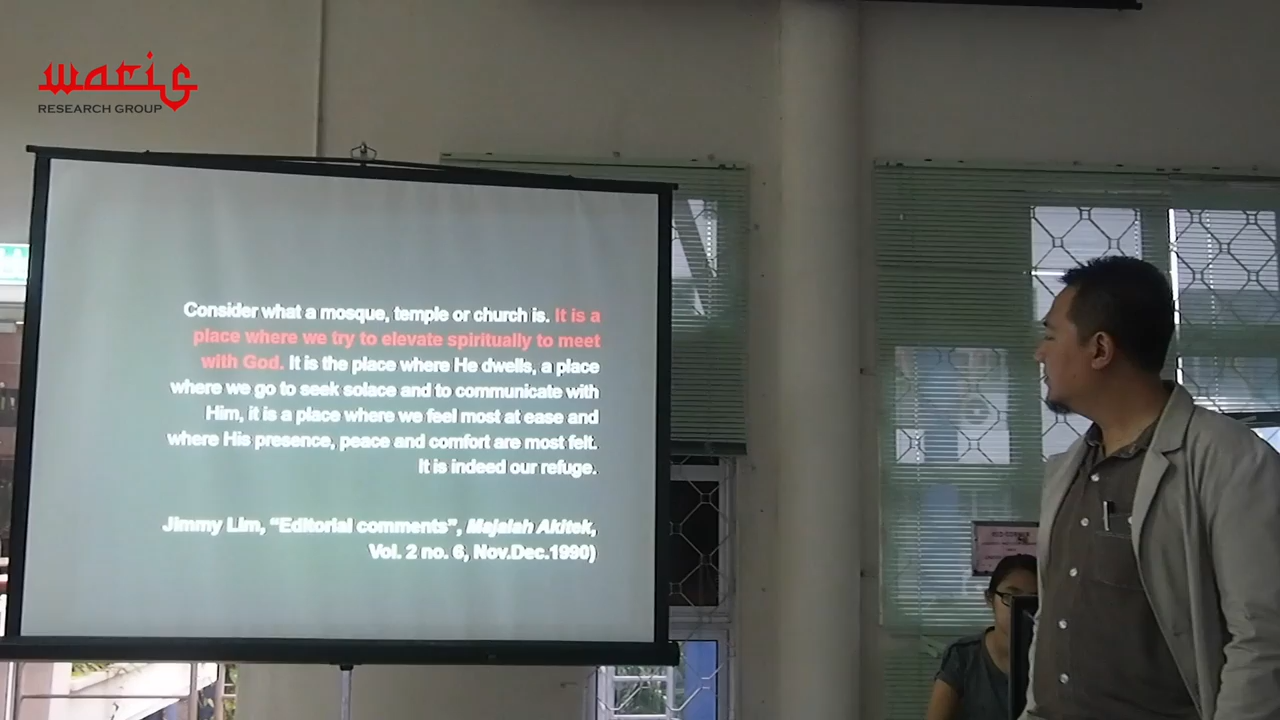 waris
RESEARCH GROUP
Consider what a mosque, temple or church is. It is a
place where we try to elevate spiritually to meet
with God. It is the place where He dwells, a place
where we go to seek solace and to communicate with
Him, it is a place where we feel most at ease and
where His presence, peace and comfort are most felt.
It is indeed our refuge.
Jimmy Lim, “Editorial comments”, Majalah Akitek,
Vol. 2 no. 6, Nov.Dec.1990)